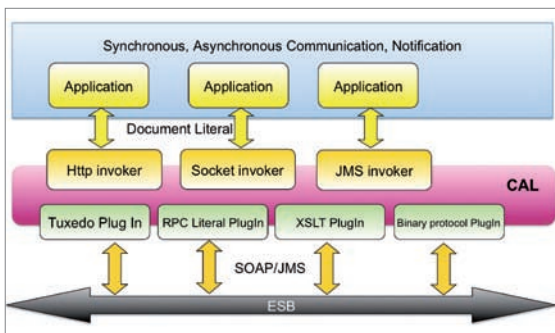 Synchronous, Asynchronous Communication, Notification
Application Application Application
Document Literal
Http invoker Socket invoker JMS invoker
CAL
Tuxedo Plug In RPC Literal PlugIn XSLT PlugIn Binary protocol PlugIn
SOAP/JMS
ESB